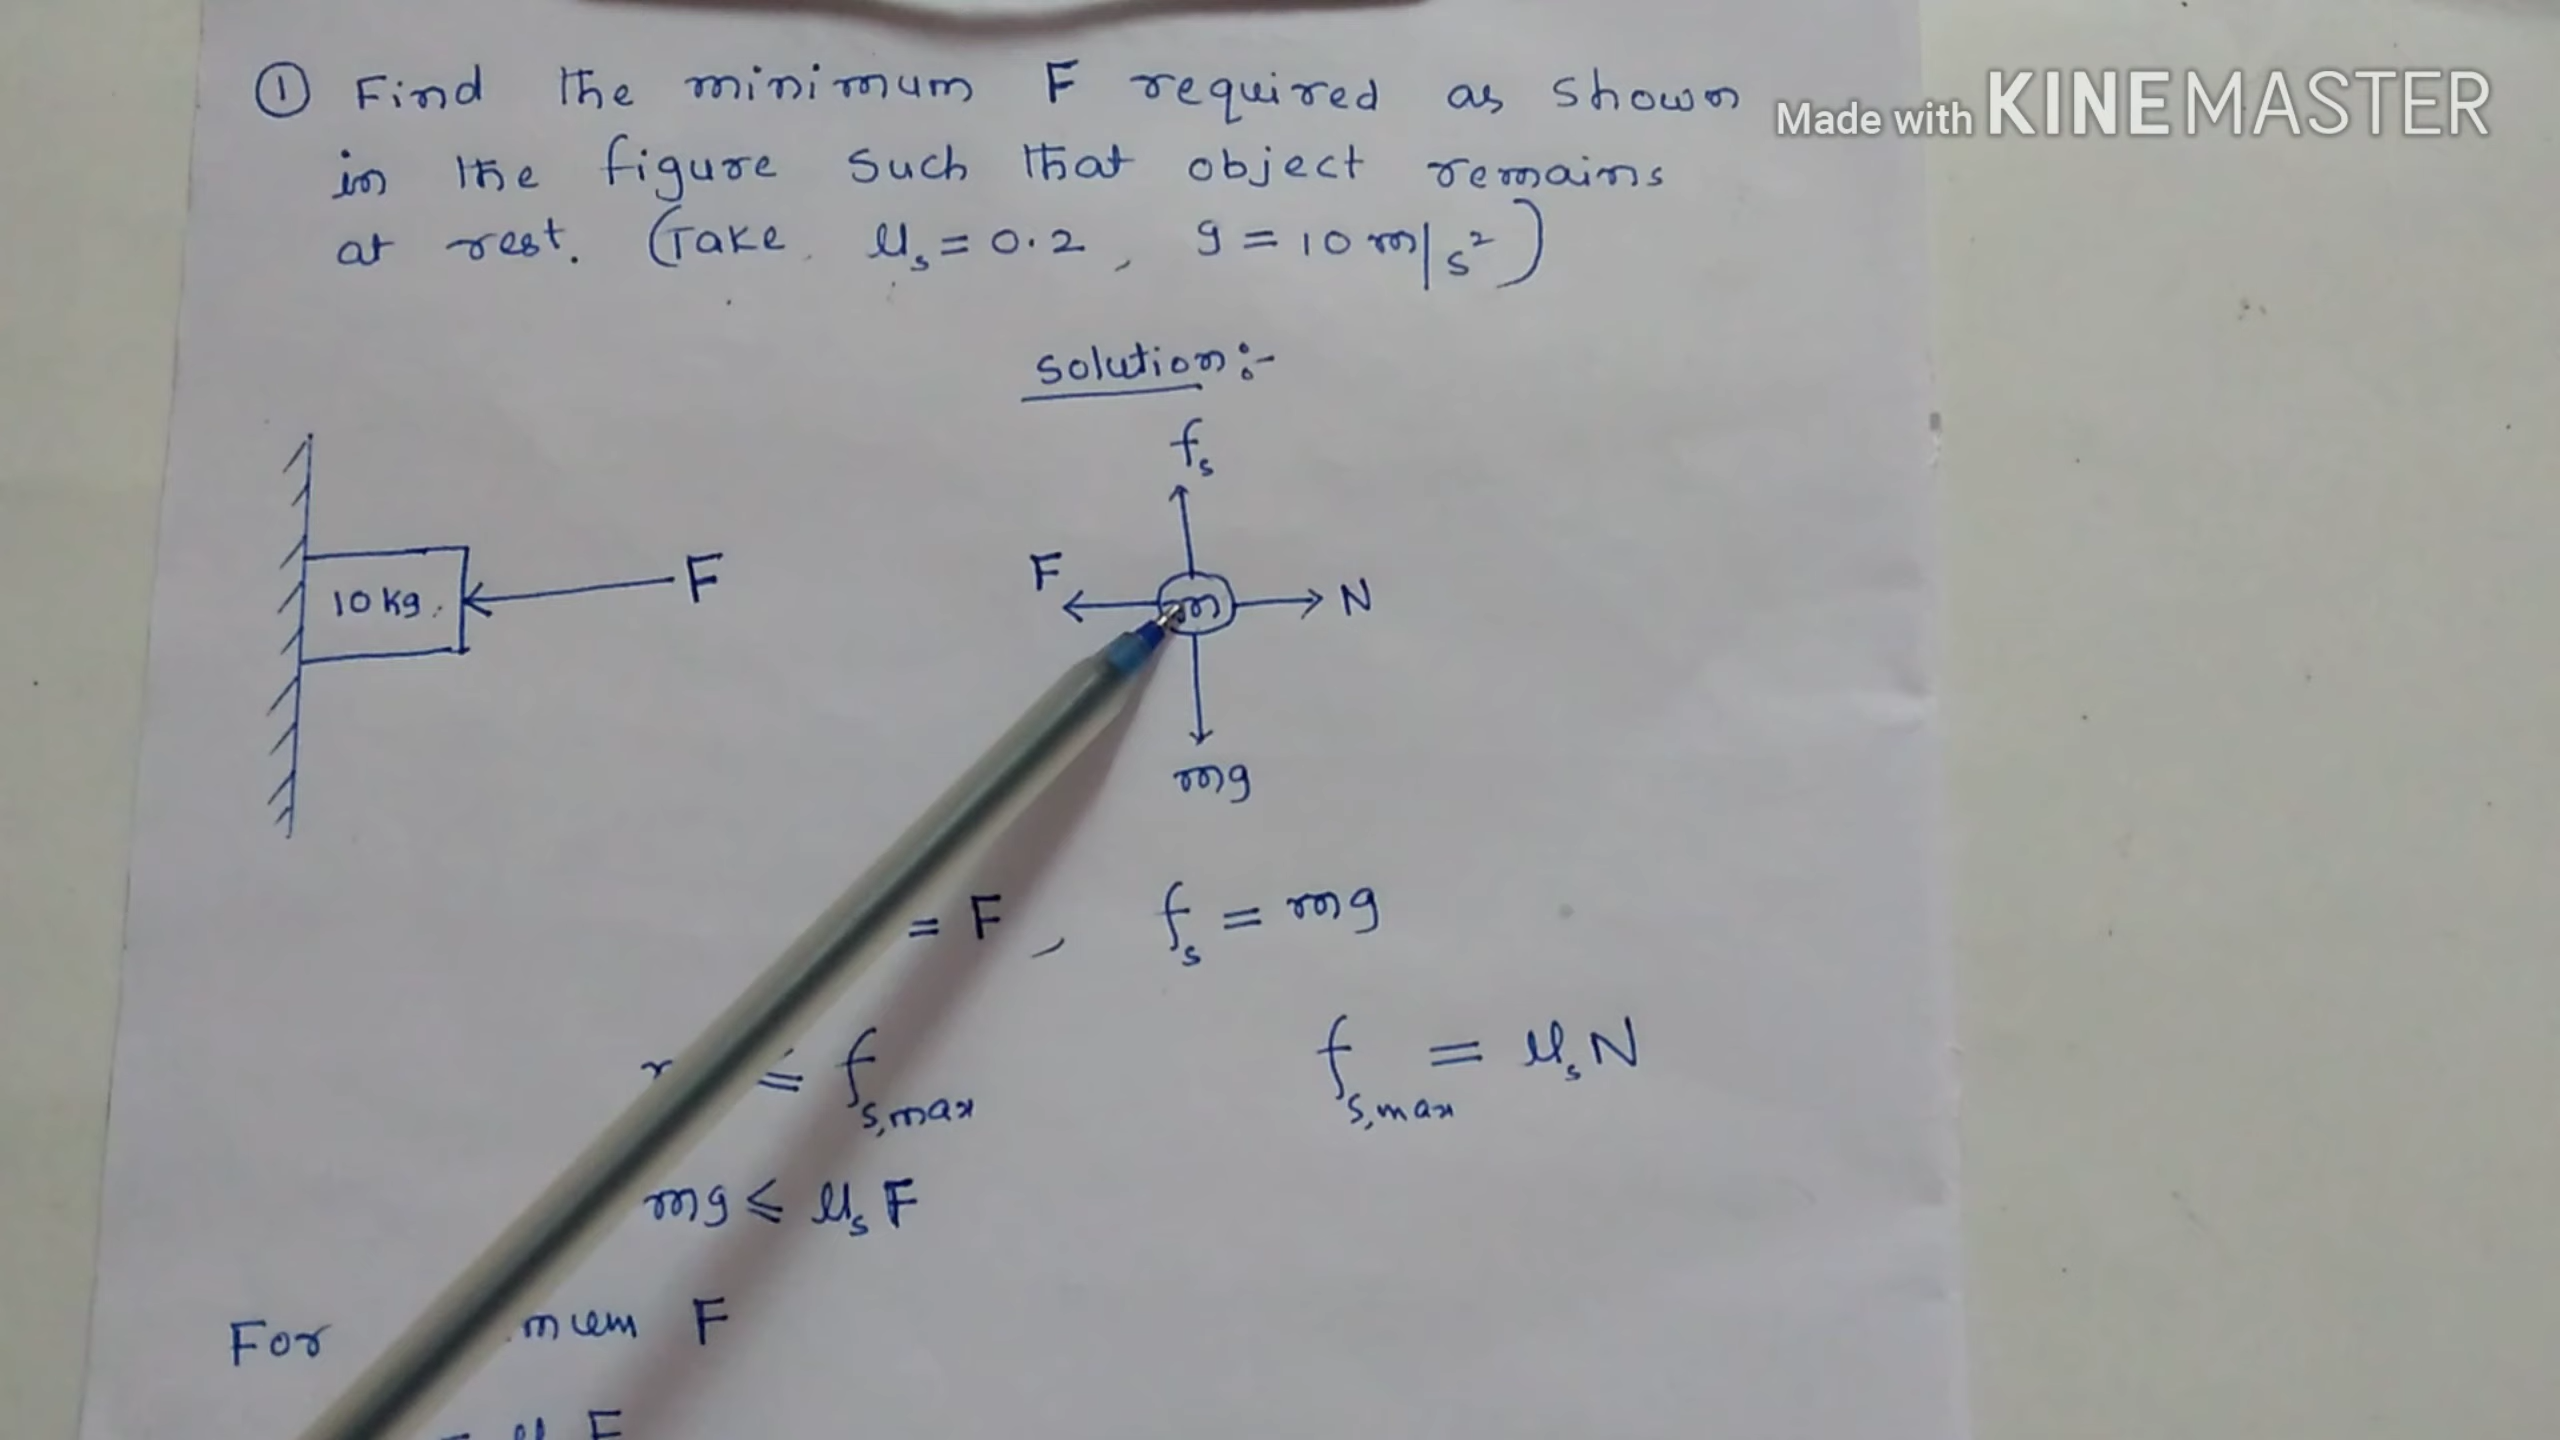 ① Find the minimum F required as shown
Made with KINEMASTER
in the figure such that object remains
at rest. (Take μs = 0.2, g = 10 m/s²)
Solution:-
fs
10 kg
F
F
m
N
mg
= F, fs = mg
≤ fs,max
fs,max = μsN
mg ≤ μs F
For
F